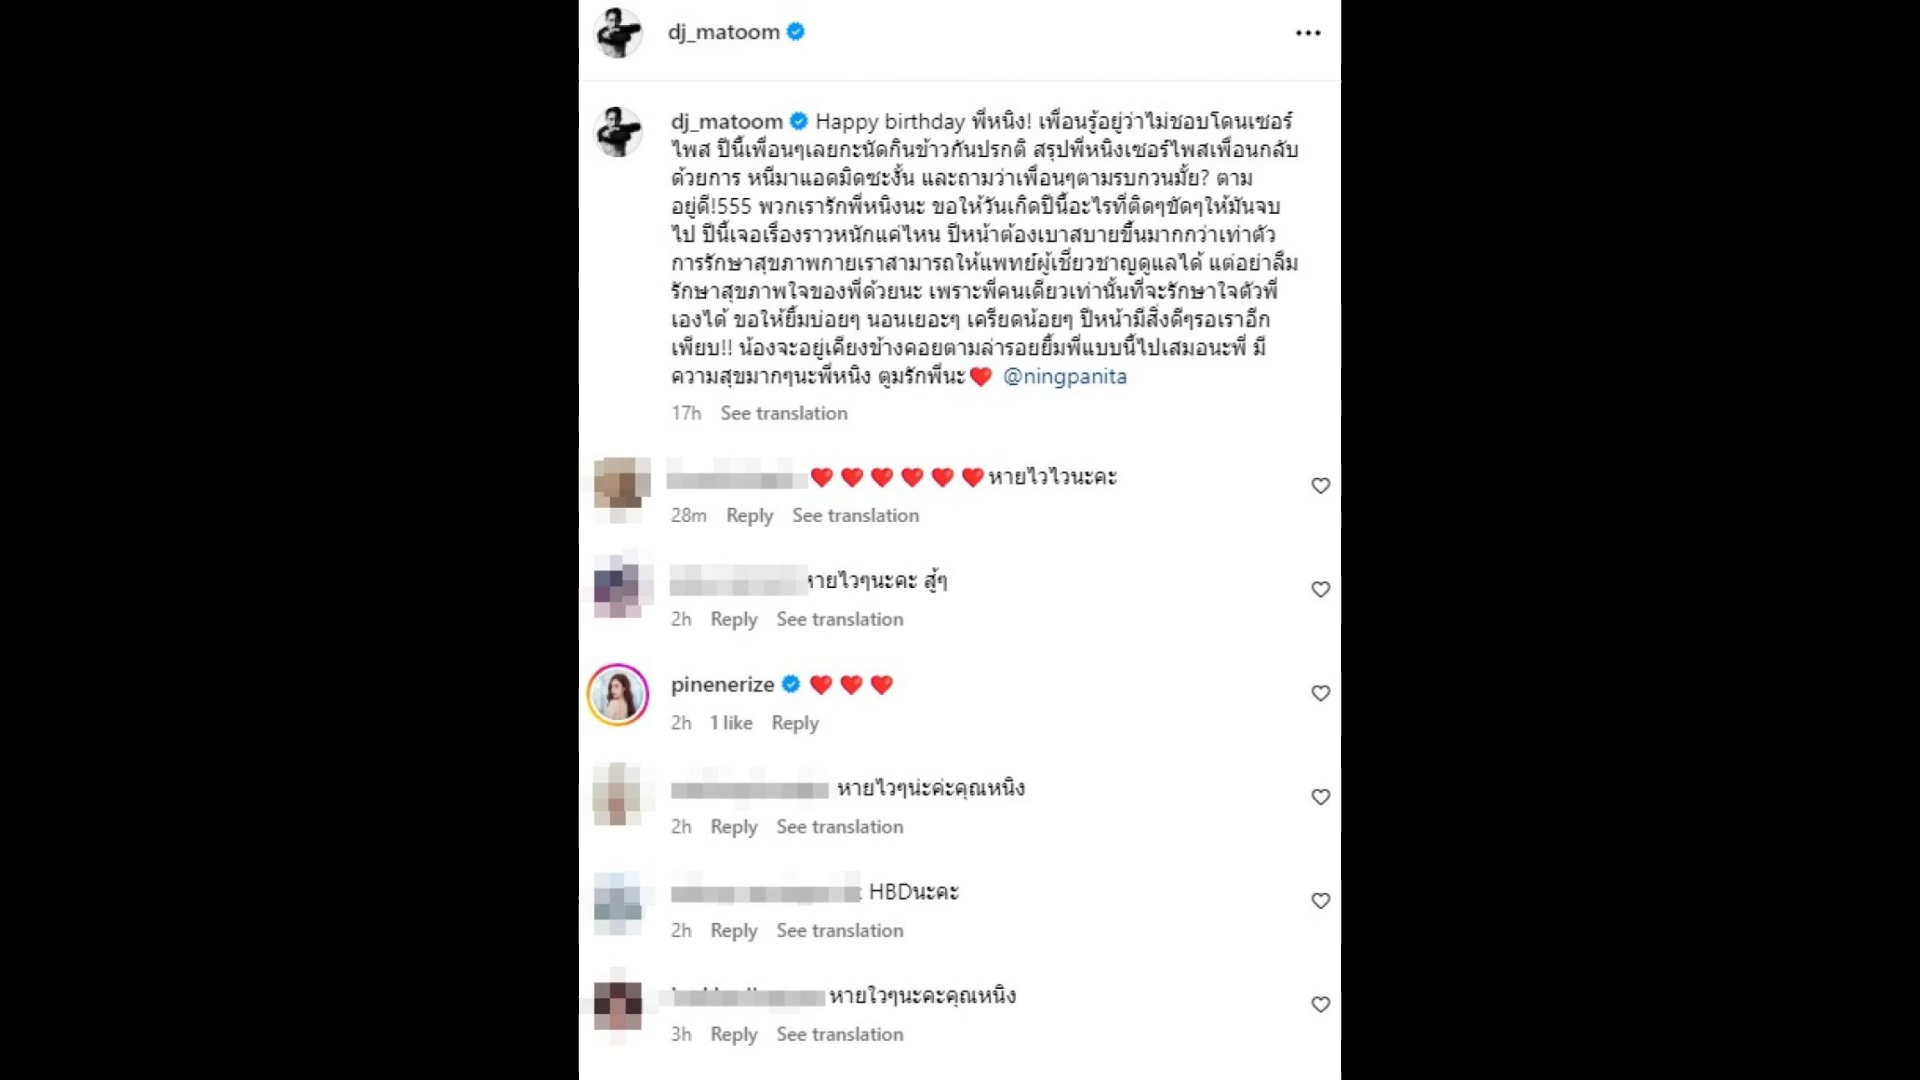 dj_matoom
dj_matoom Happy birthday พี่หนิง! เพื่อนรู้อยู่ว่าไม่ชอบโดนเซอร์
ไพส ปีนี้เพื่อนๆเลยกะนัดกินข้าวกันปรกติ สรุปพี่หนิงเซอร์ไพสเพื่อนกลับ
ด้วยการ หนีมาแอดมิดซะงั้น และถามว่าเพื่อนๆตามรบกวนมั้ย? ตาม
อยู่ดี!555 พวกเรารักพี่หนิงนะ ขอให้วันเกิดปีนี้อะไรที่ติดๆขัดๆให้มันจบ
ไป ปีนี้เจอเรื่องราวหนักแค่ไหน ปีหน้าต้องเบาสบายขึ้นมากกว่าเท่าตัว
การรักษาสุขภาพกายเราสามารถให้แพทย์ผู้เชี่ยวชาญดูแลได้ แต่อย่าลืม
รักษาสุขภาพใจของพี่ด้วยนะ เพราะพี่คนเดียวเท่านั้นที่จะรักษาใจตัวพี่
เองได้ ขอให้ยิ้มบ่อยๆ นอนเยอะๆ เครียดน้อยๆ ปีหน้ามีสิ่งดีๆรอเราอีก
เพียบ!! น้องจะอยู่เคียงข้างคอยตามล่ารอยยิ้มพี่แบบนี้ไปเสมอนะพี่ มี
ความสุขมากๆนะพี่หนิง ตูมรักพี่นะ❤️ @ningpanita
17h See translation
❤️❤️❤️❤️❤️❤️หายไวไวนะคะ
28m Reply See translation
หายไวๆนะคะ สู้ๆ
2h Reply See translation
pinenerize ❤️❤️❤️
2h 1 like Reply
หายไวๆน่ะค่ะคุณหนิง
2h Reply See translation
HBDนะคะ
2h Reply See translation
หายใวๆนะคะคุณหนิง
3h Reply See translation